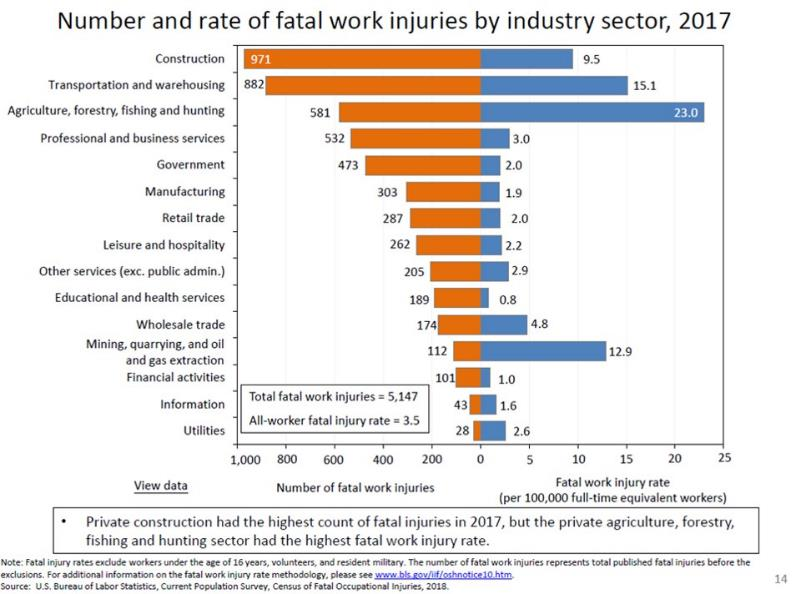 Number and rate of fatal work injuries by industry sector, 2017
Construction 971 9.5
Transportation and warehousing 882 15.1
Agriculture, forestry, fishing and hunting 581 23.0
Professional and business services 532 3.0
Government 473 2.0
Manufacturing 303 1.9
Retail trade 287 2.0
Leisure and hospitality 262 2.2
Other services (exc. public admin.) 205 2.9
Educational and health services 189 0.8
Wholesale trade 174 4.8
Mining, quarrying, and oil
and gas extraction 112 12.9
Financial activities 101 1.0
Information 43 1.6
Utilities 28 2.6
Total fatal work injuries = 5,147
All-worker fatal injury rate = 3.5
1,000 800 600 400 200 0 5 10 15 20 25
View data
Number of fatal work injuries
Fatal work injury rate
(per 100,000 full-time equivalent workers)
• Private construction had the highest count of fatal injuries in 2017, but the private agriculture, forestry,
fishing and hunting sector had the highest fatal work injury rate.
Note: Fatal injury rates exclude workers under the age of 16 years, volunteers, and resident military. The number of fatal work injuries represents total published fatal injuries before the
exclusions. For additional information on the fatal work injury rate methodology, please see www.bls.gov/iif/oshnotice10.htm.
Source: U.S. Bureau of Labor Statistics, Current Population Survey, Census of Fatal Occupational Injuries, 2018.
14